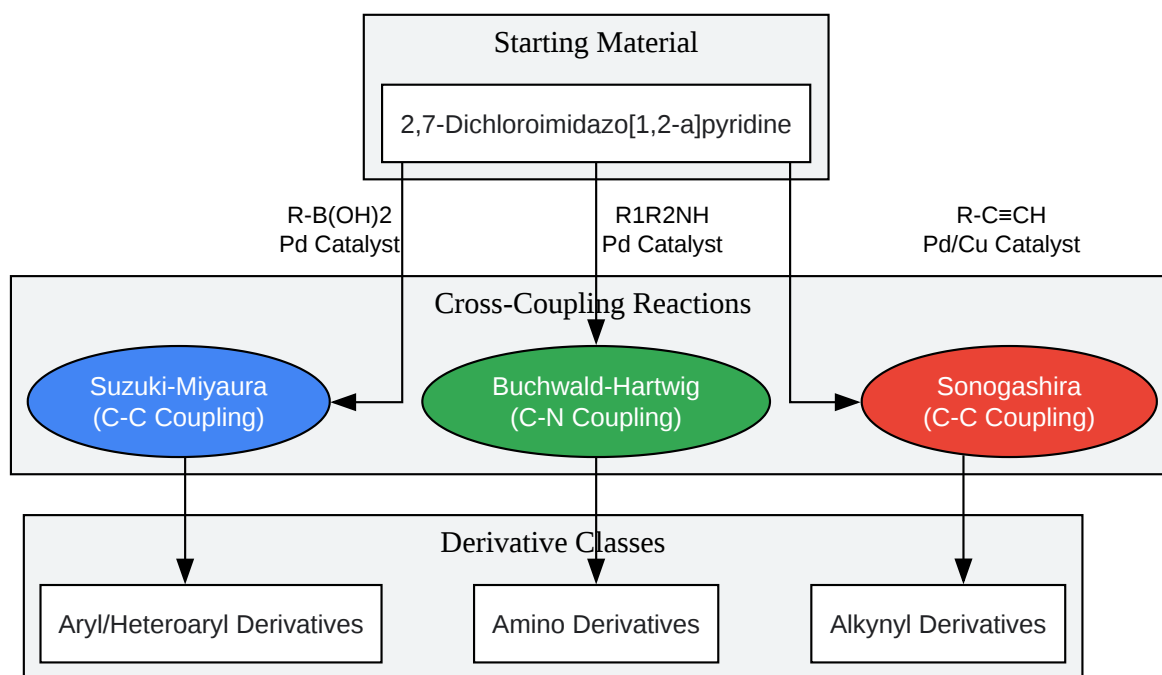 Starting Material
2,7-Dichloroimidazo[1,2-a]pyridine
R-B(OH)2
Pd Catalyst
R1R2NH
Pd Catalyst
R-C≡CH
Pd/Cu Catalyst
Cross-Coupling Reactions
Suzuki-Miyaura
(C-C Coupling)
Buchwald-Hartwig
(C-N Coupling)
Sonogashira
(C-C Coupling)
Derivative Classes
Aryl/Heteroaryl Derivatives
Amino Derivatives
Alkynyl Derivatives